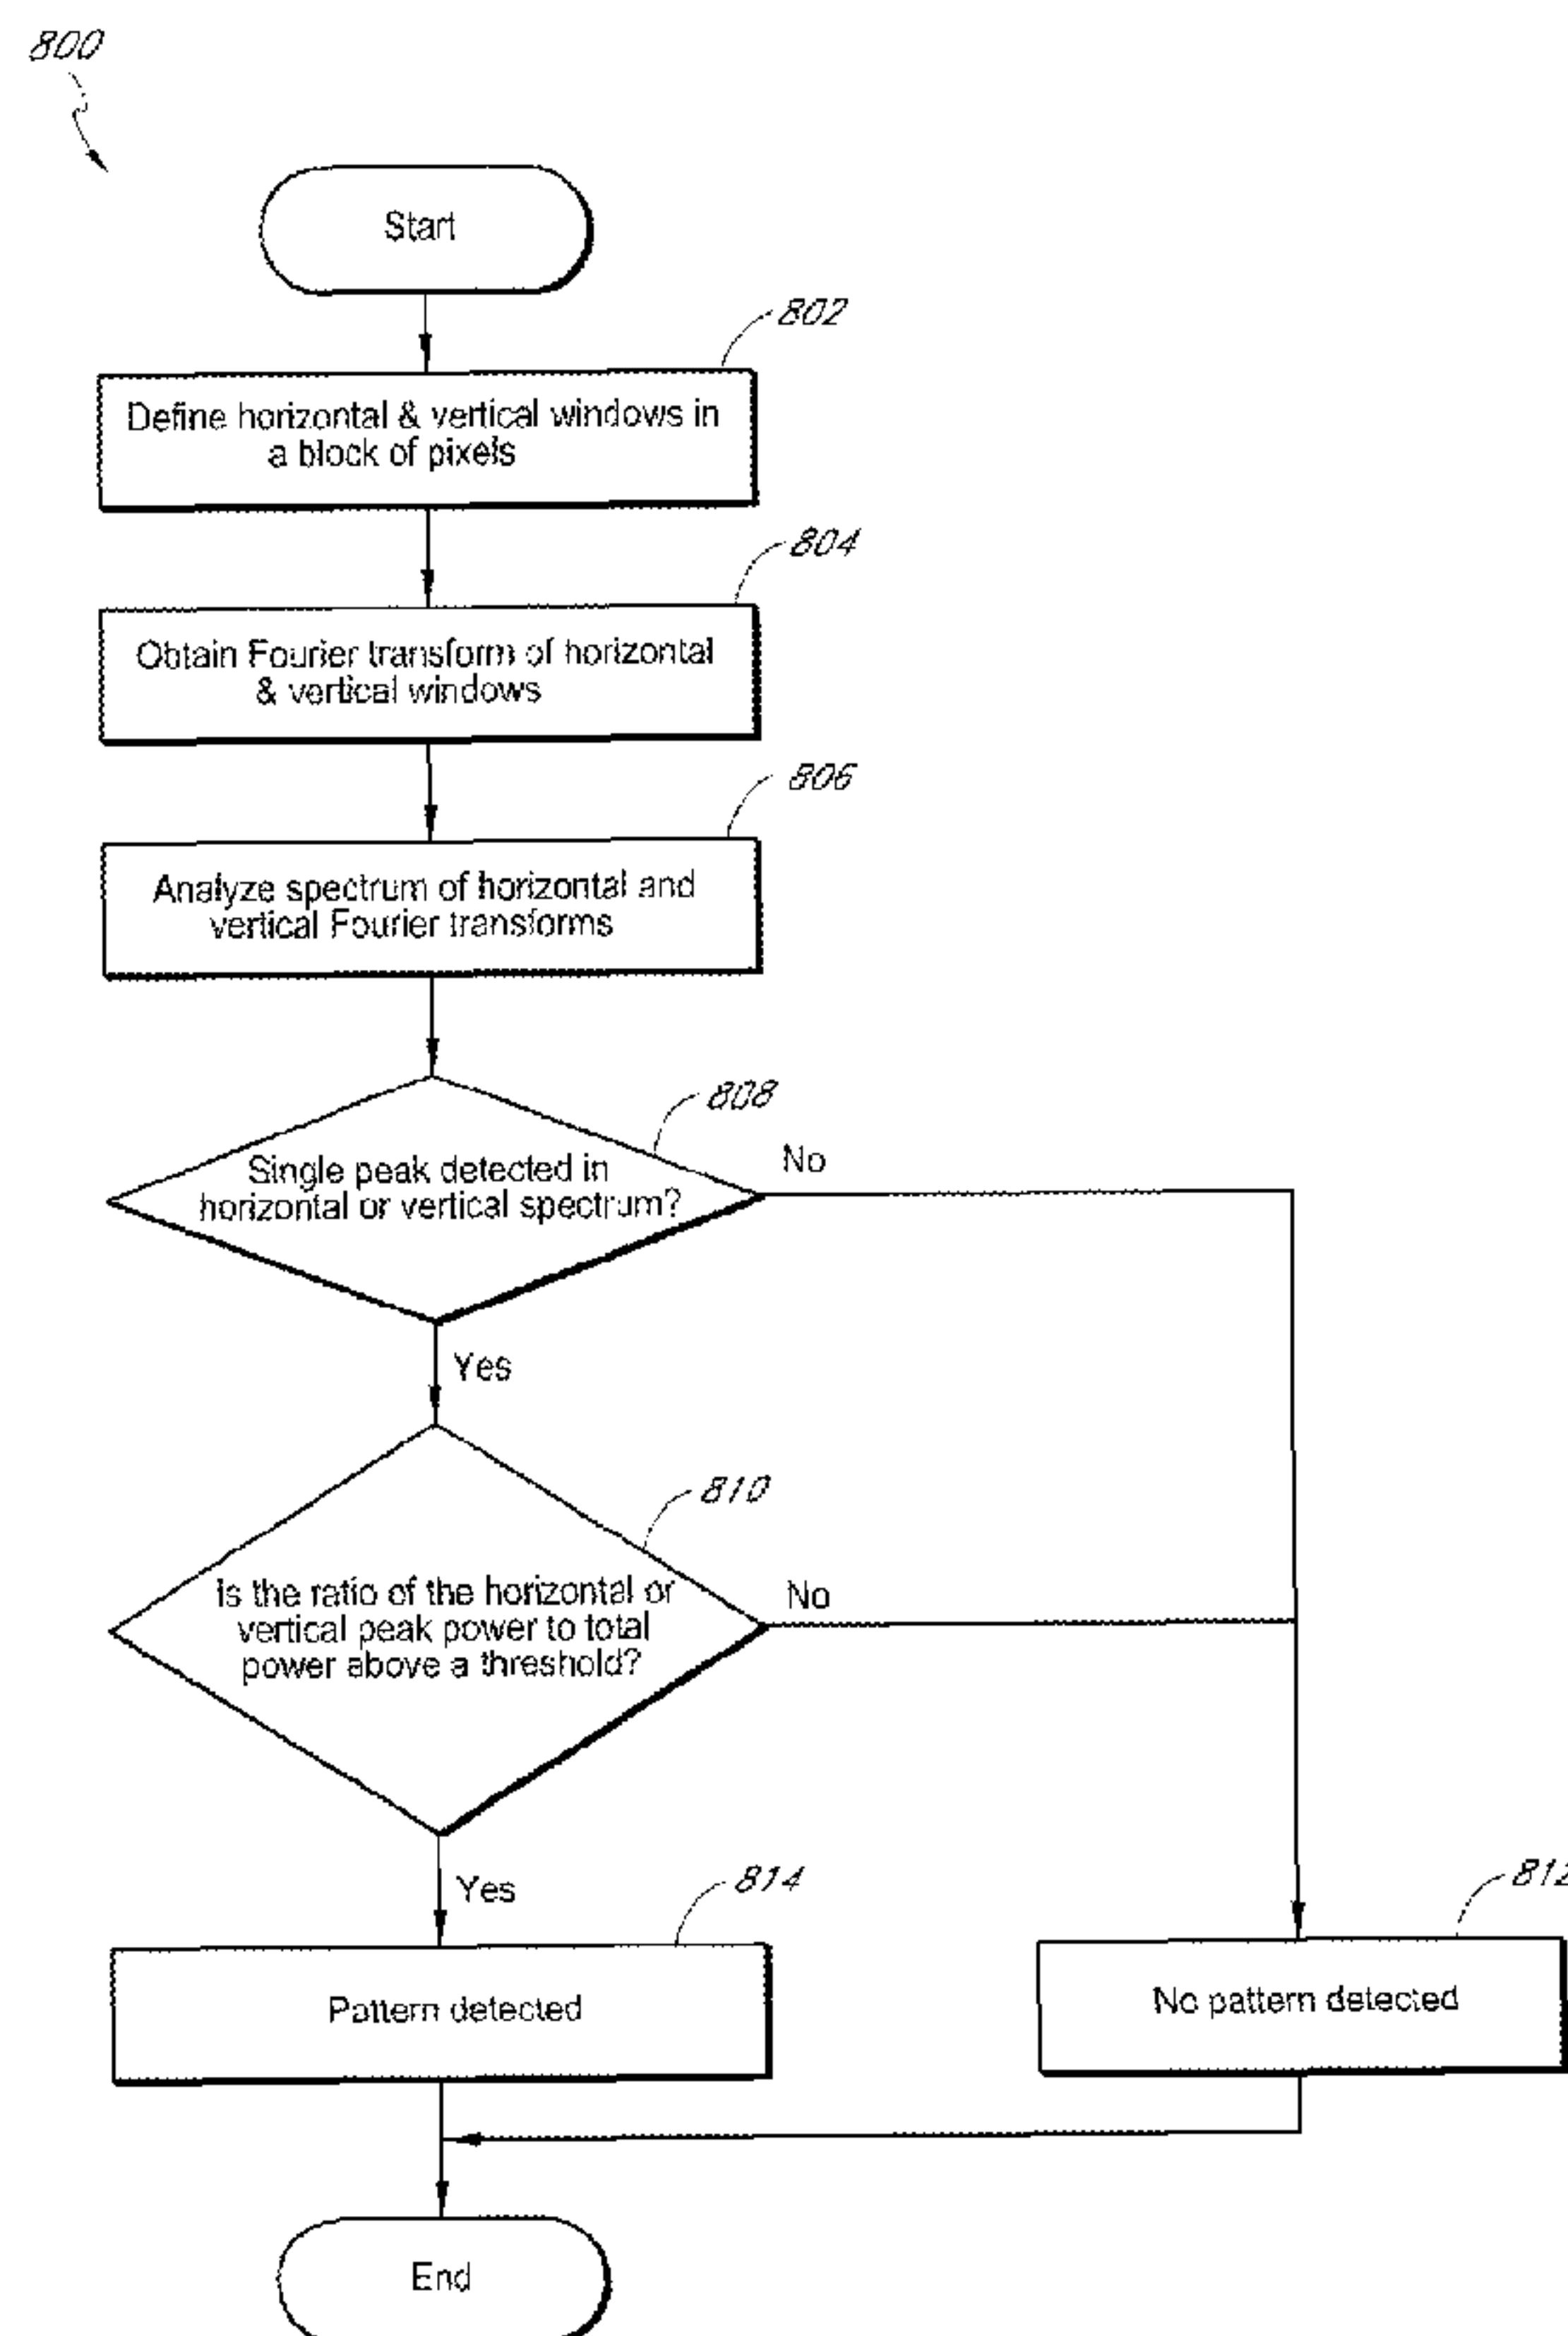 800
Start
802
Define horizontal & vertical windows in
a block of pixels
804
Obtain Fourier transform of horizontal
& vertical windows
806
Analyze spectrum of horizontal and
vertical Fourier transforms
808
Single peak detected in
horizontal or vertical spectrum?
No
Yes
810
Is the ratio of the horizontal or
vertical peak power to total
power above a threshold?
No
Yes
814
812
Pattern detected
No pattern detected
End